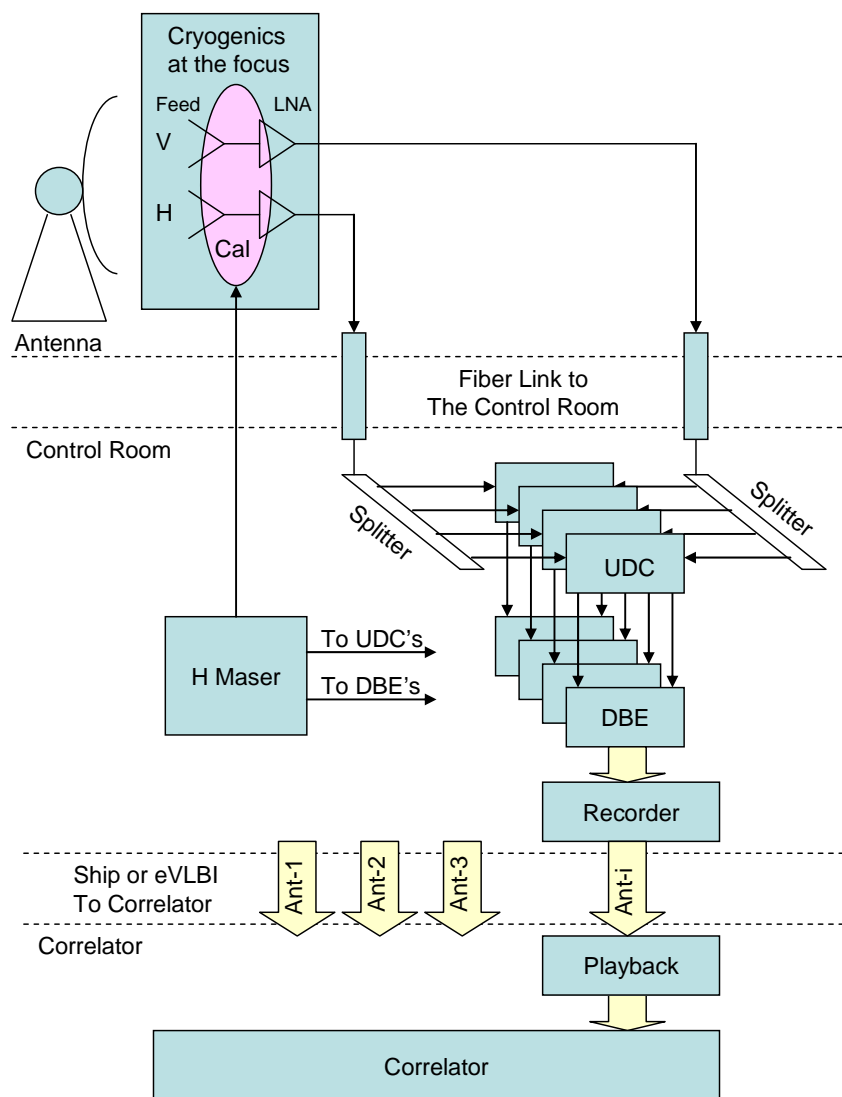 Cryogenics
at the focus
Feed
LNA
V
H
Cal
Antenna
Fiber Link to
The Control Room
Control Room
Splitter
Splitter
UDC
H Maser
To UDC's
To DBE's
DBE
Recorder
Ship or eVLBI
To Correlator
Ant-1
Ant-2
Ant-3
Ant-i
Correlator
Playback
Correlator